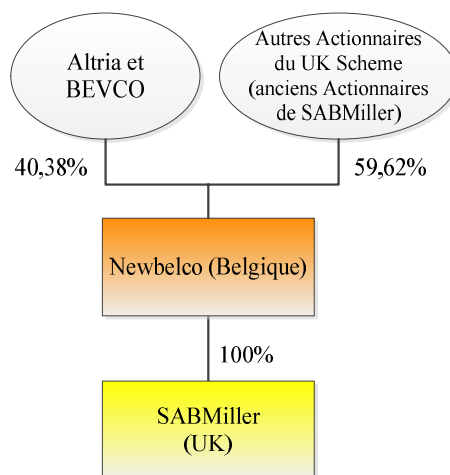 Altria et
BEVCO
Autres Actionnaires
du UK Scheme
(anciens Actionnaires
de SABMiller)
40,38%
59,62%
Newbelco (Belgique)
100%
SABMiller
(UK)